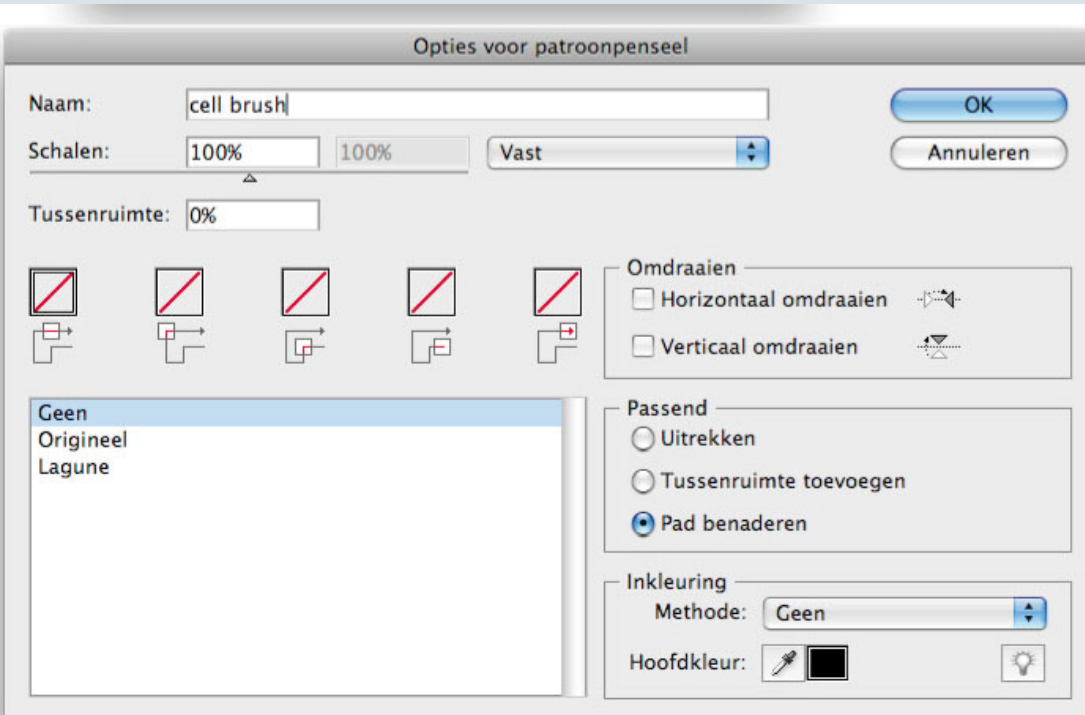 Opties voor patroonpenseel
Naam: cell brush
OK
Schalen: 100% 100% Vast
Annuleren
Tussenruimte: 0%
Omdraaien
Horizontaal omdraaien
Verticaal omdraaien
Geen
Origineel
Lagune
Passend
Uitrekken
Tussenruimte toevoegen
Pad benaderen
Inkleuring
Methode: Geen
Hoofdkleur: